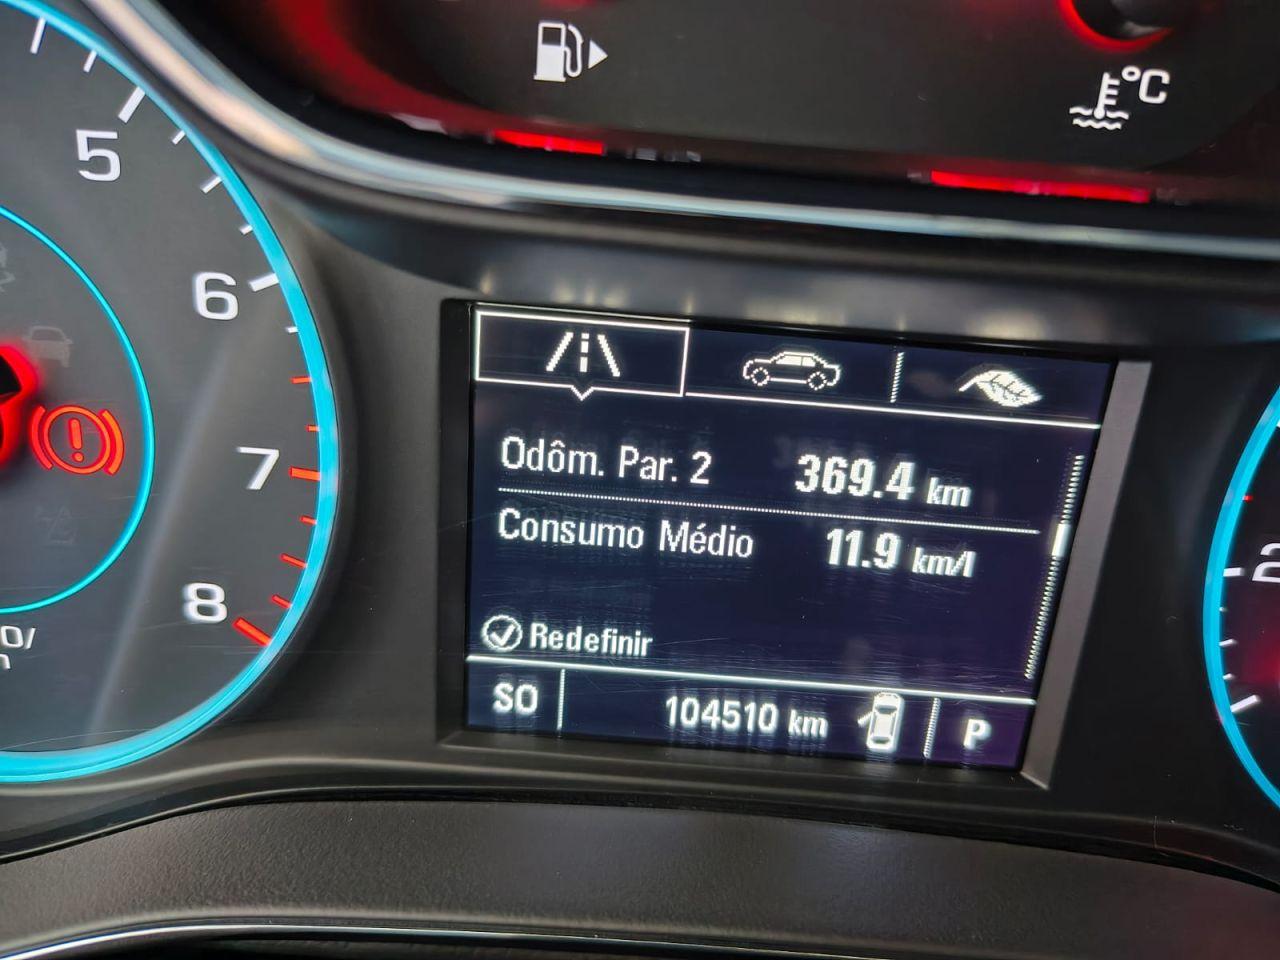 °C
5
6
7
8
Odôm. Par. 2 369.4 km
Consumo Médio 11.9 km/l
Redefinir
SO 104510 km P